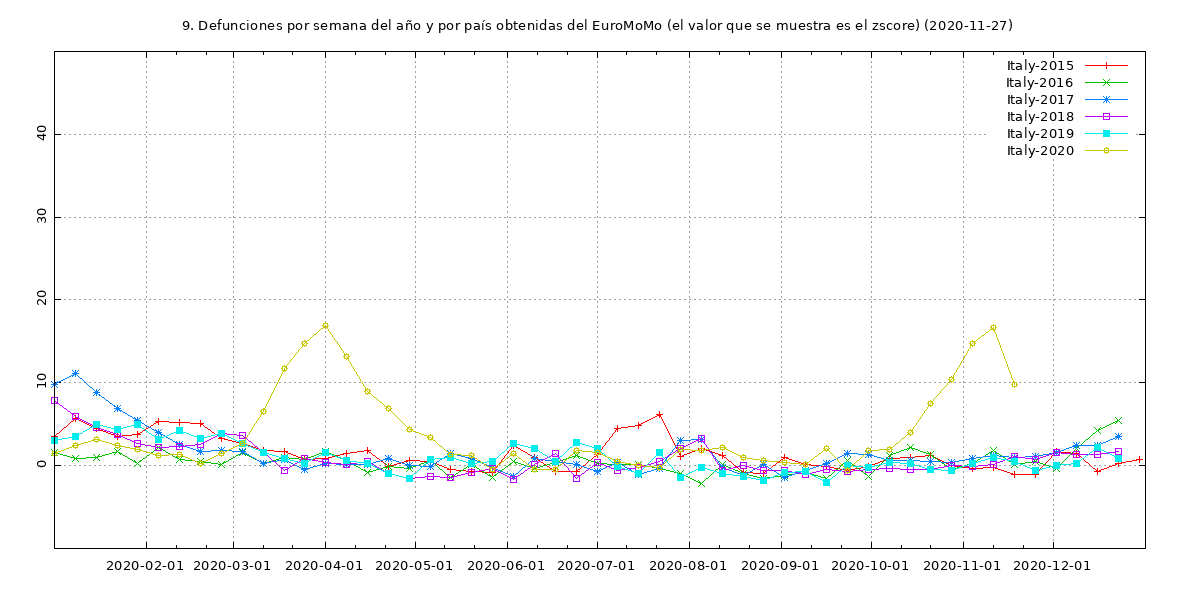 9. Defunciones por semana del año y por país obtenidas del EuroMoMo (el valor que se muestra es el zscore) (2020-11-27)
Italy-2015
Italy-2016
Italy-2017
Italy-2018
Italy-2019
Italy-2020
40
30
20
10
0
2020-02-01 2020-03-01 2020-04-01 2020-05-01 2020-06-01 2020-07-01 2020-08-01 2020-09-01 2020-10-01 2020-11-01 2020-12-01